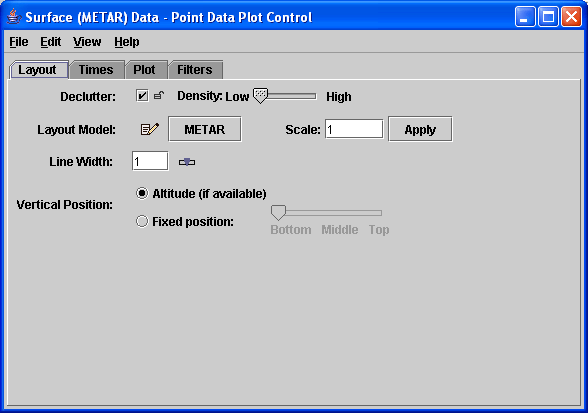 Surface (METAR) Data - Point Data Plot Control
File Edit View Help
Layout Times Plot Filters
Declutter: Density: Low High
Layout Model: METAR Scale: 1 Apply
Line Width: 1
Vertical Position: Altitude (if available)
Fixed position:
Bottom Middle Top